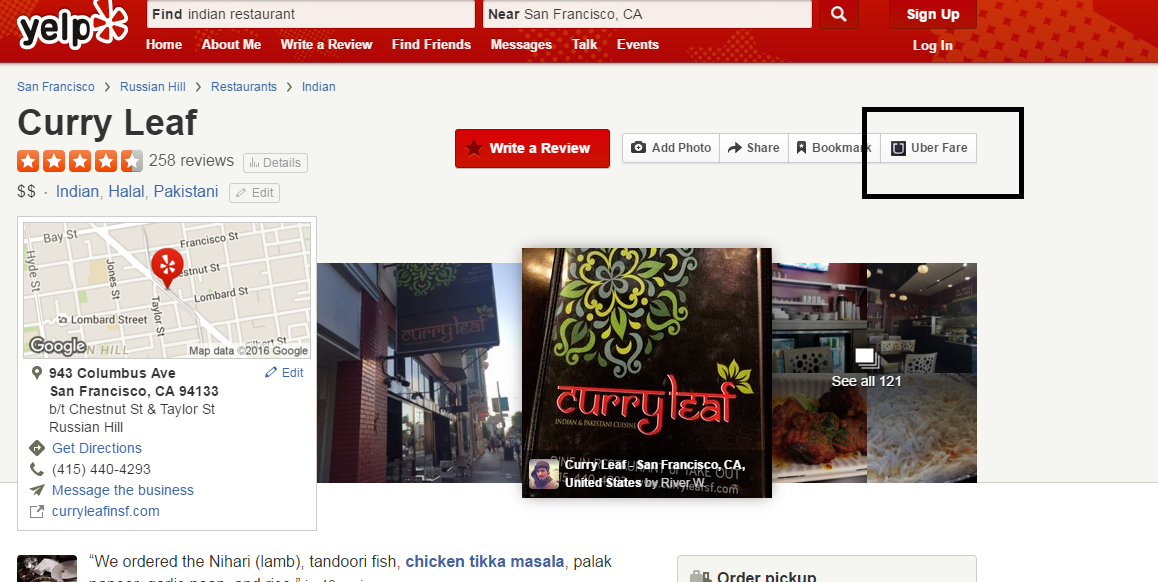 yelp
Find indian restaurant
Near San Francisco, CA
Sign Up
Home About Me Write a Review Find Friends Messages Talk Events
Log In
San Francisco > Russian Hill > Restaurants > Indian
Curry Leaf
258 reviews
Details
$$ · Indian, Halal, Pakistani
Edit
Write a Review
Add Photo
Share
Bookmark
Uber Fare
Bay St
Francisco St
Hyde St
Jones St
Chestnut St
Lombard St
Lombard Street
Taylor St
Google
Map data ©2016 Google
943 Columbus Ave
Edit
San Francisco, CA 94133
b/t Chestnut St & Taylor St
Russian Hill
Get Directions
(415) 440-4293
Message the business
curryleafinsf.com
curry leaf
curry leaf
INDIAN & PAKISTANI CUISINE
Curry Leaf - San Francisco, CA,
United States by River W.
See all 121
“We ordered the Nihari (lamb), tandoori fish, chicken tikka masala, palak
Order pickup